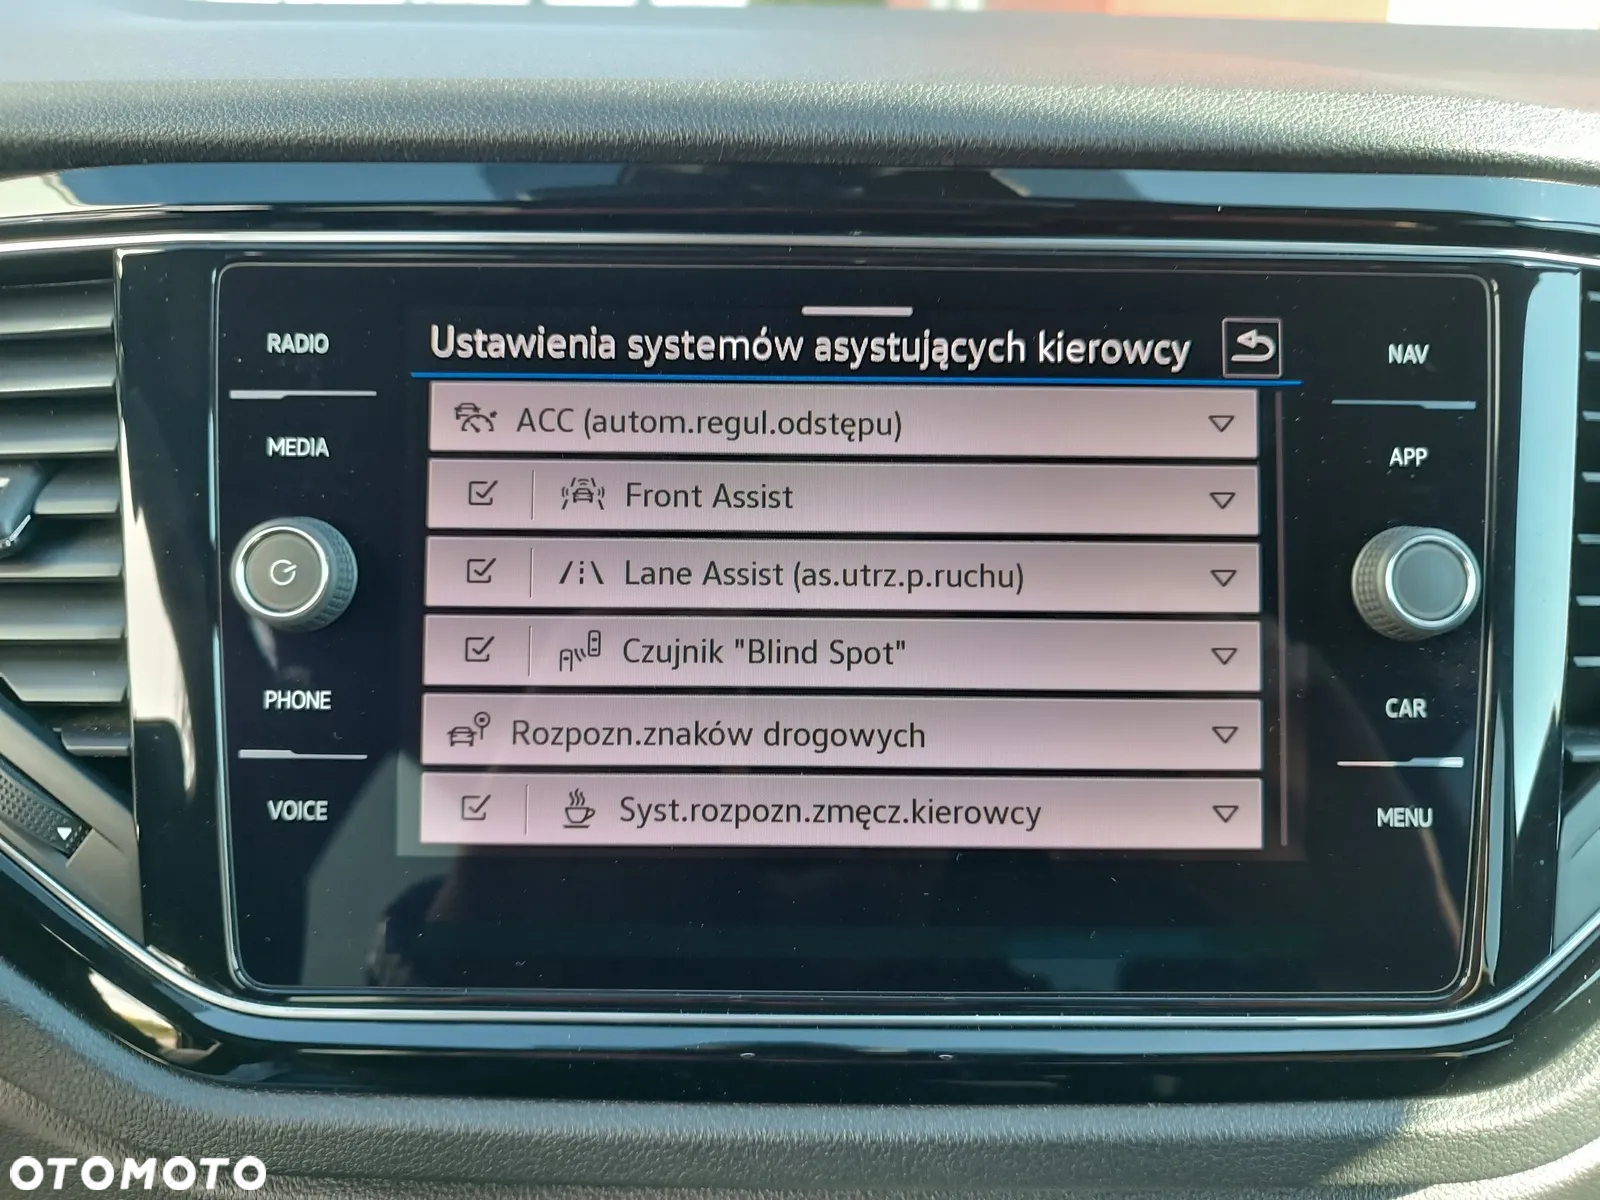 RADIO
MEDIA
PHONE
VOICE
Ustawienia systemów asystujących kierowcy
ACC (autom.regul.odstępu)
Front Assist
Lane Assist (as.utrz.p.ruchu)
Czujnik "Blind Spot"
Rozpozn.znaków drogowych
Syst.rozpozn.zmęcz.kierowcy
NAV
APP
CAR
MENU
OTOMOTO